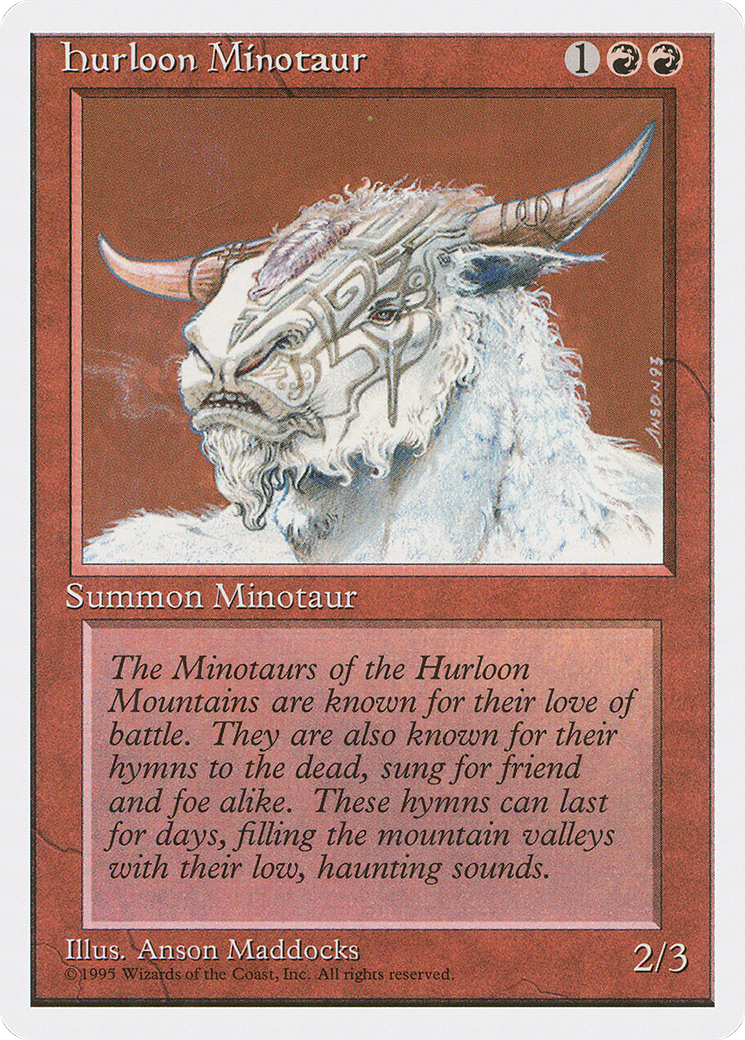 Hurloon Minotaur 1
ANSON93
Summon Minotaur
The Minotaurs of the Hurloon
Mountains are known for their love of
battle. They are also known for their
hymns to the dead, sung for friend
and foe alike. These hymns can last
for days, filling the mountain valleys
with their low, haunting sounds.
Illus. Anson Maddocks
©1995 Wizards of the Coast, Inc. All rights reserved.
2/3